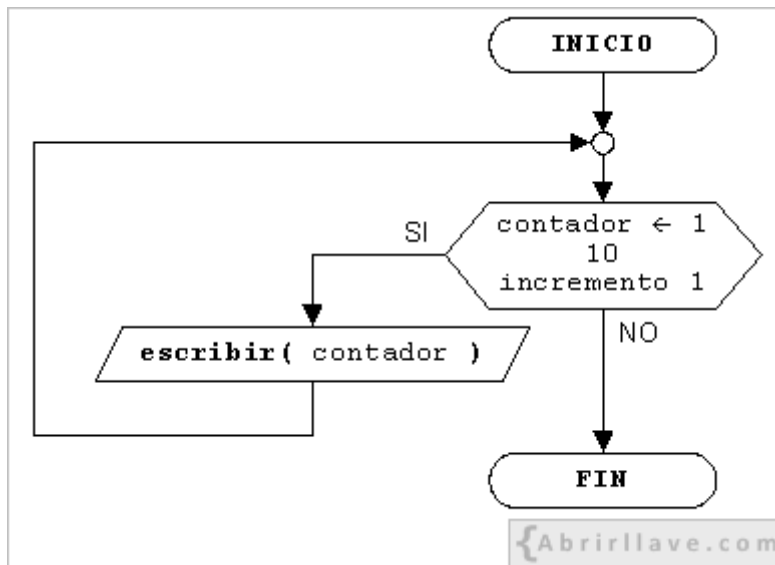 INICIO
contador ← 1
10
incremento 1
SI
NO
escribir( contador )
FIN
{Abrirllave.com